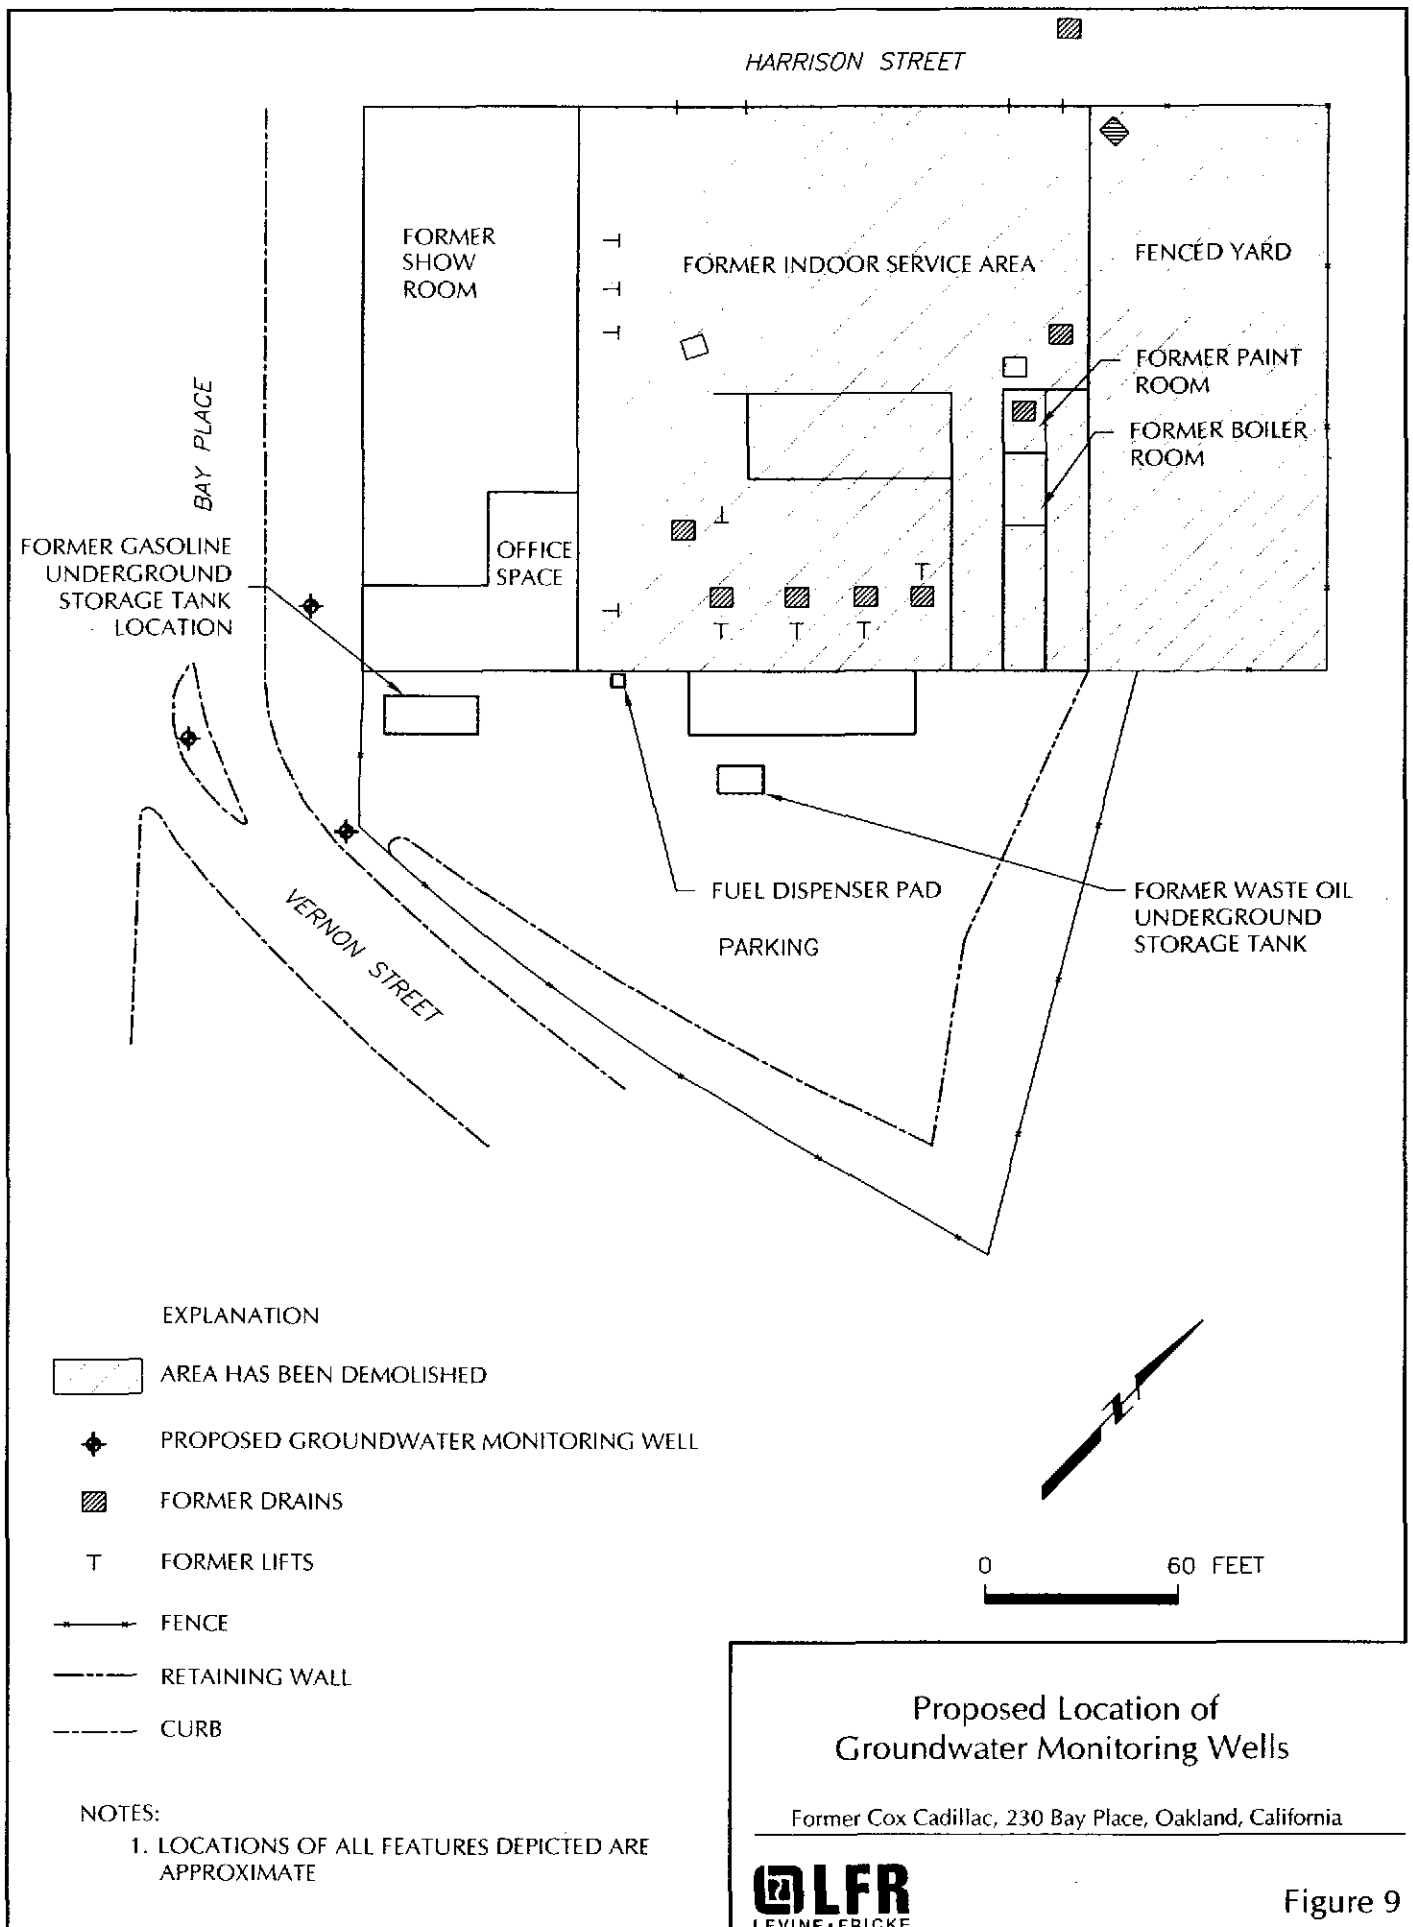 HARRISON STREET
FORMER
SHOW
ROOM
FORMER INDOOR SERVICE AREA
FENCED YARD
FORMER PAINT
ROOM
FORMER BOILER
ROOM
BAY PLACE
FORMER GASOLINE
UNDERGROUND
STORAGE TANK
LOCATION
OFFICE
SPACE
FUEL DISPENSER PAD
PARKING
FORMER WASTE OIL
UNDERGROUND
STORAGE TANK
VERNON STREET
EXPLANATION
AREA HAS BEEN DEMOLISHED
PROPOSED GROUNDWATER MONITORING WELL
FORMER DRAINS
FORMER LIFTS
FENCE
RETAINING WALL
CURB
N
0 60 FEET
NOTES:
1. LOCATIONS OF ALL FEATURES DEPICTED ARE
APPROXIMATE
Proposed Location of
Groundwater Monitoring Wells
Former Cox Cadillac, 230 Bay Place, Oakland, California
LFR
LEVINE•FRICKE
Figure 9